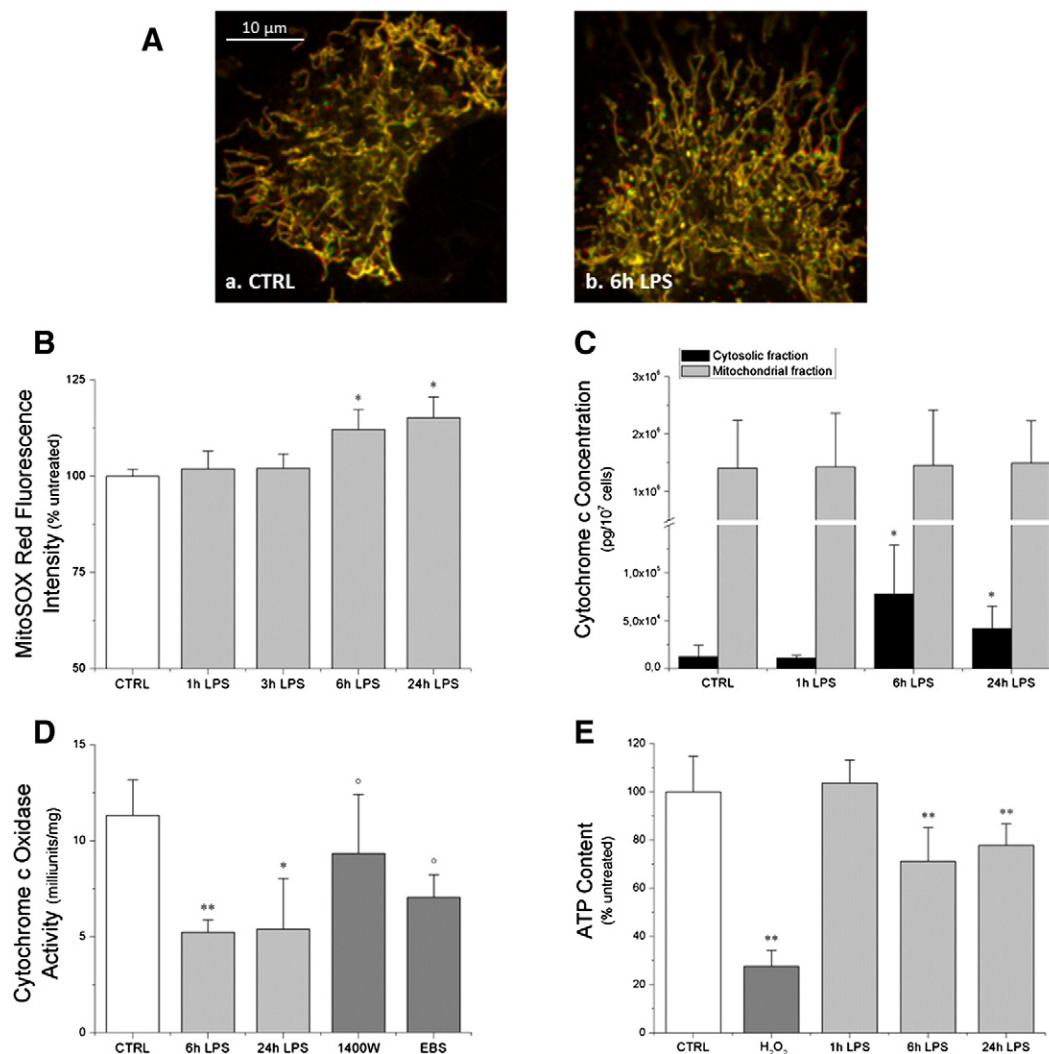 A
10 µm
a. CTRL
b. 6h LPS
B
MitoSOX Red Fluorescence
Intensity (% untreated)
125
100
75
50
CTRL
1h LPS
3h LPS
6h LPS
24h LPS
*
*
C
Cytosolic fraction
Mitochondrial fraction
Cytochrome c Concentration
(pg/10⁷ cells)
3x10⁶
2x10⁶
1x10⁶
1,0x10⁵
5,0x10⁴
0,0
CTRL
1h LPS
6h LPS
24h LPS
*
*
D
Cytochrome c Oxidase
Activity (milliunits/mg)
15
10
5
0
CTRL
6h LPS
24h LPS
1400W
EBS
**
*
°
°
E
ATP Content
(% untreated)
120
100
80
60
40
20
0
CTRL
H₂O₂
1h LPS
6h LPS
24h LPS
**
**
**